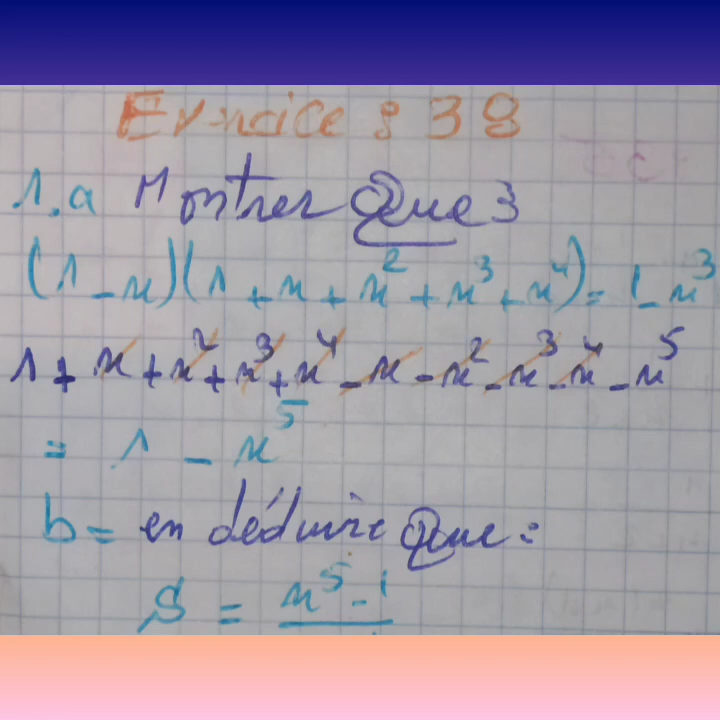 Exercice : 38
1.a Montrer Que :
(1 - x)(1 + x + x² + x³ + x⁴) = 1 - x³
1 + x + x² + x³ + x⁴ - x - x² - x³ - x⁴ - x⁵
= 1 - x⁵
b = en déduire Que :
S = x⁵ - 1